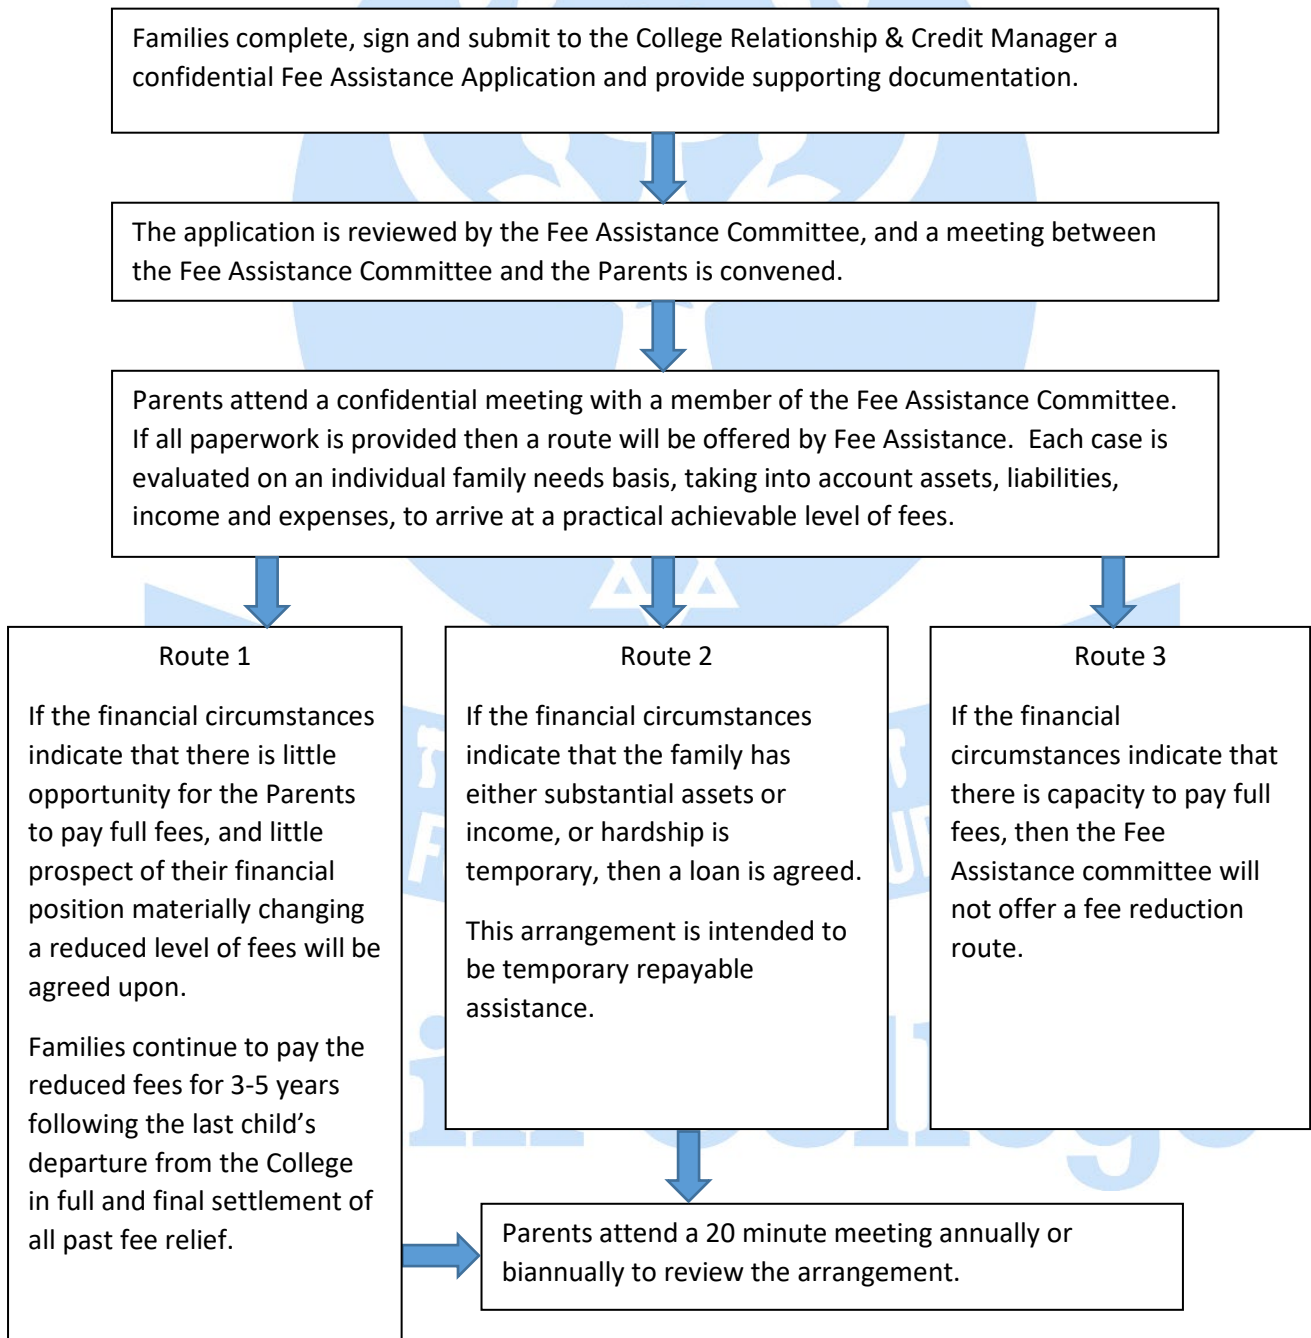 Families complete, sign and submit to the College Relationship & Credit Manager a
confidential Fee Assistance Application and provide supporting documentation.
The application is reviewed by the Fee Assistance Committee, and a meeting between
the Fee Assistance Committee and the Parents is convened.
Parents attend a confidential meeting with a member of the Fee Assistance Committee.
If all paperwork is provided then a route will be offered by Fee Assistance.  Each case is
evaluated on an individual family needs basis, taking into account assets, liabilities,
income and expenses, to arrive at a practical achievable level of fees.
Route 1
If the financial circumstances
indicate that there is little
opportunity for the Parents
to pay full fees, and little
prospect of their financial
position materially changing
a reduced level of fees will be
agreed upon.
Families continue to pay the
reduced fees for 3-5 years
following the last child’s
departure from the College
in full and final settlement of
all past fee relief.
Route 2
If the financial circumstances
indicate that the family has
either substantial assets or
income, or hardship is
temporary, then a loan is agreed.
This arrangement is intended to
be temporary repayable
assistance.
Route 3
If the financial
circumstances indicate that
there is capacity to pay full
fees, then the Fee
Assistance committee will
not offer a fee reduction
route.
Parents attend a 20 minute meeting annually or
biannually to review the arrangement.